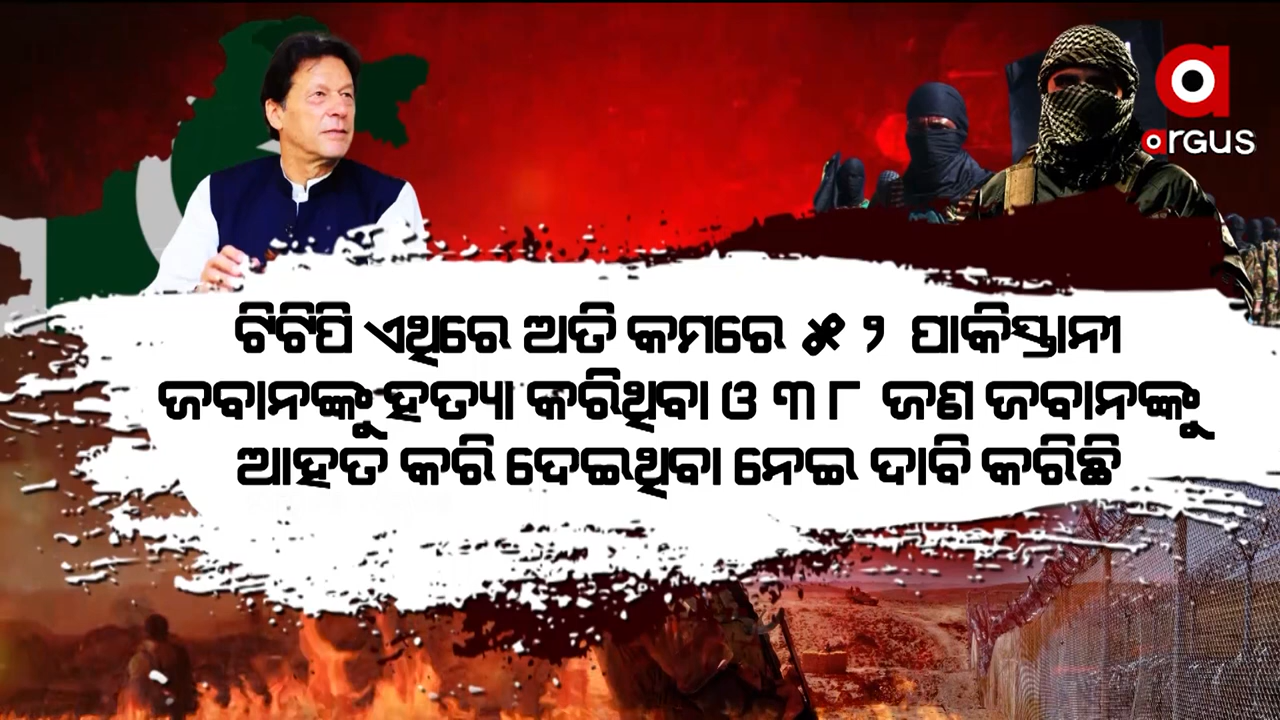 argus
ଟିଟିପି ଏଥିରେ ଅତି କମରେ ୫୨ ପାକିସ୍ତାନୀ
ଜବାନଙ୍କୁ ହତ୍ୟା କରିଥିବା ଓ ୩୮ ଜଣ ଜବାନଙ୍କୁ
ଆହତ କରି ଦେଇଥିବା ନେଇ ଦାବି କରିଛି